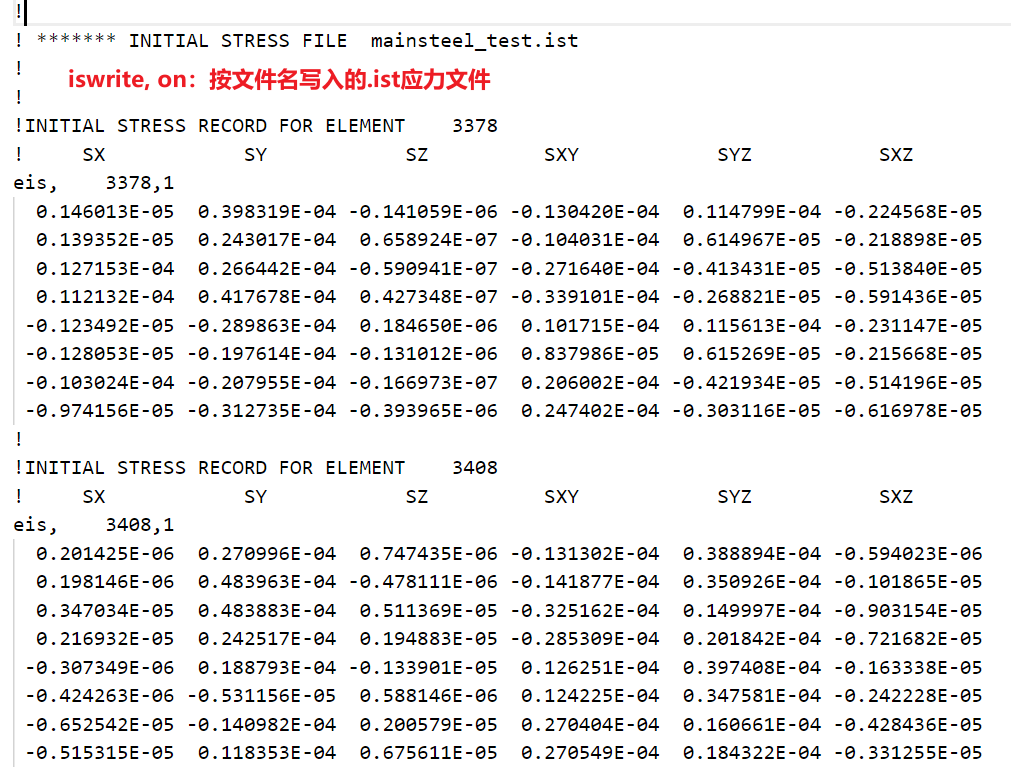 !
! ******* INITIAL STRESS FILE  mainsteel_test.ist
!
iswrite, on：按文件名写入的.ist应力文件
!
!INITIAL STRESS RECORD FOR ELEMENT    3378
!     SX            SY            SZ          SXY            SYZ           SXZ
eis,    3378,1
0.146013E-05  0.398319E-04 -0.141059E-06 -0.130420E-04  0.114799E-04 -0.224568E-05
0.139352E-05  0.243017E-04  0.658924E-07 -0.104031E-04  0.614967E-05 -0.218898E-05
0.127153E-04  0.266442E-04 -0.590941E-07 -0.271640E-04 -0.413431E-05 -0.513840E-05
0.112132E-04  0.417678E-04  0.427348E-07 -0.339101E-04 -0.268821E-05 -0.591436E-05
-0.123492E-05 -0.289863E-04  0.184650E-06  0.101715E-04  0.115613E-04 -0.231147E-05
-0.128053E-05 -0.197614E-04 -0.131012E-06  0.837986E-05  0.615269E-05 -0.215668E-05
-0.103024E-04 -0.207955E-04 -0.166973E-07  0.206002E-04 -0.421934E-05 -0.514196E-05
-0.974156E-05 -0.312735E-04 -0.393965E-06  0.247402E-04 -0.303116E-05 -0.616978E-05
!
!INITIAL STRESS RECORD FOR ELEMENT    3408
!     SX            SY            SZ          SXY            SYZ           SXZ
eis,    3408,1
0.201425E-06  0.270996E-04  0.747435E-06 -0.131302E-04  0.388894E-04 -0.594023E-06
0.198146E-06  0.483963E-04 -0.478111E-06 -0.141877E-04  0.350926E-04 -0.101865E-05
0.347034E-05  0.483883E-04  0.511369E-05 -0.325162E-04  0.149997E-04 -0.903154E-05
0.216932E-05  0.242517E-04  0.194883E-05 -0.285309E-04  0.201842E-04 -0.721682E-05
-0.307349E-06  0.188793E-04 -0.133901E-05  0.126251E-04  0.397408E-04 -0.163338E-05
-0.424263E-06 -0.531156E-05  0.588146E-06  0.124225E-04  0.347581E-04 -0.242228E-05
-0.652542E-05 -0.140982E-04  0.200579E-05  0.270404E-04  0.160661E-04 -0.428436E-05
-0.515315E-05  0.118353E-04  0.675611E-05  0.270549E-04  0.184322E-04 -0.331255E-05